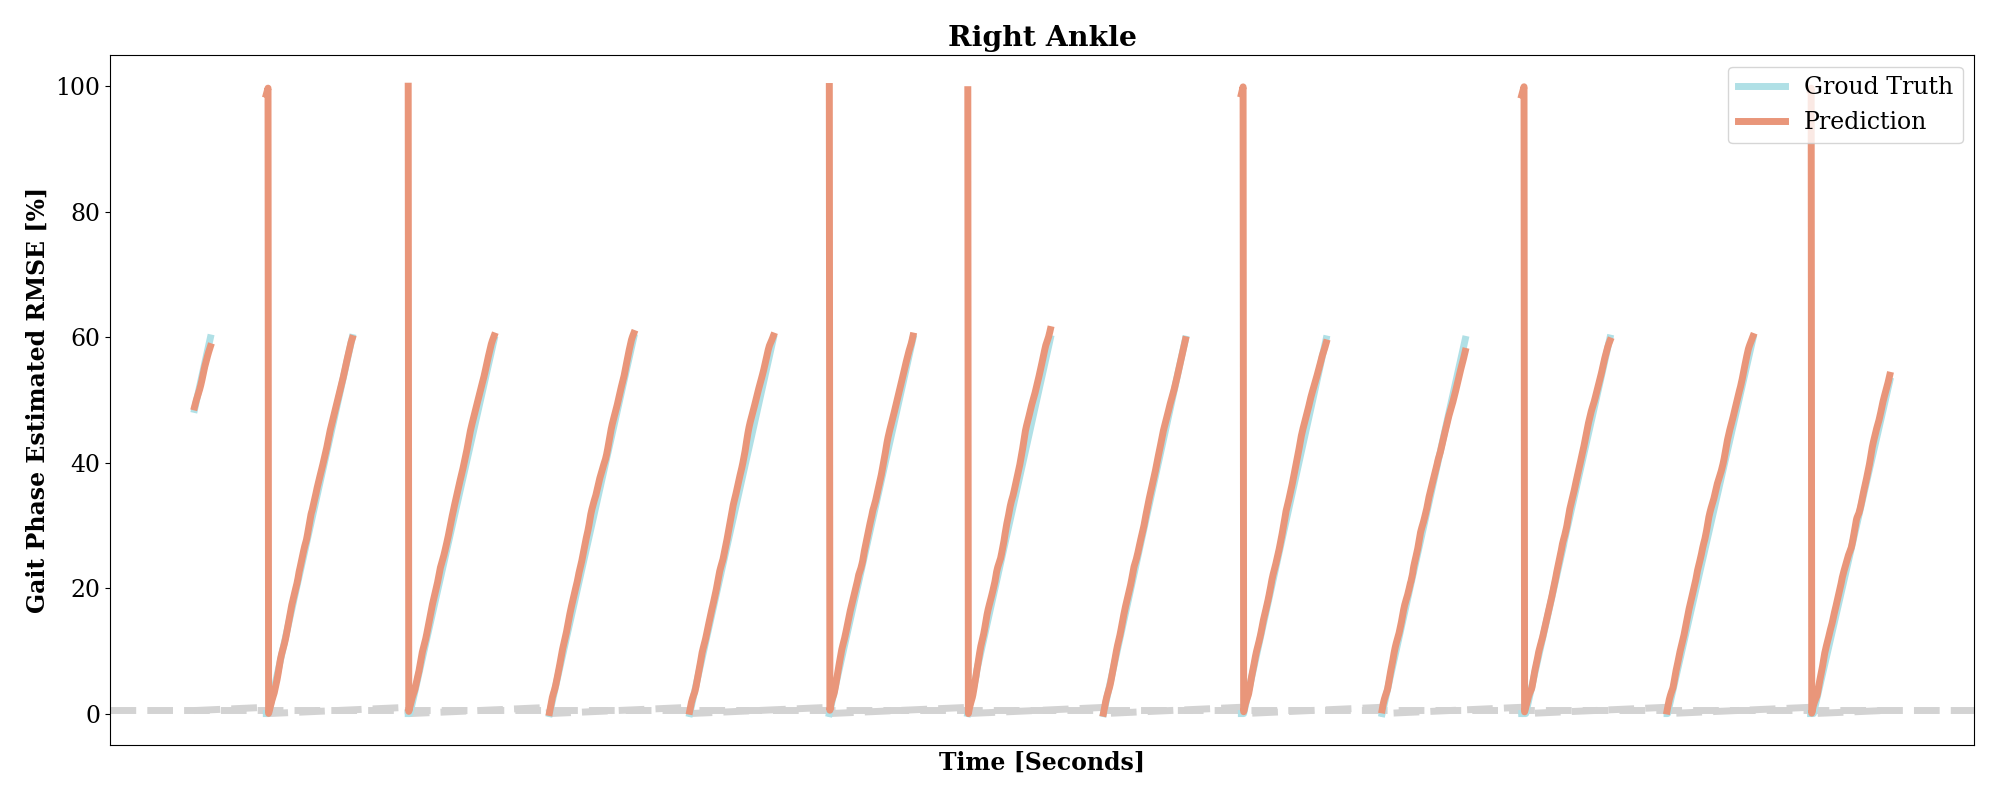 Right Ankle
Gait Phase Estimated RMSE [%]
100
80
60
40
20
0
Groud Truth
Prediction
Time [Seconds]